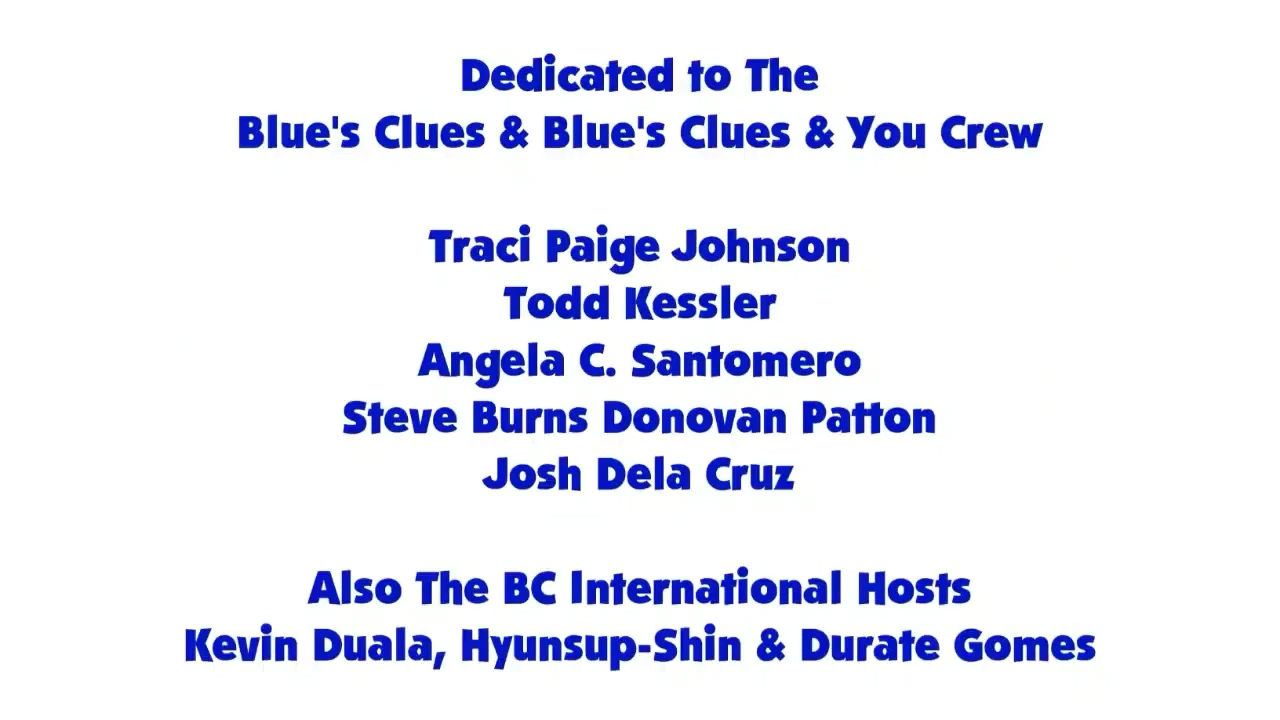 Dedicated to The
Blue's Clues & Blue's Clues & You Crew
Traci Paige Johnson
Todd Kessler
Angela C. Santomero
Steve Burns Donovan Patton
Josh Dela Cruz
Also The BC International Hosts
Kevin Duala, Hyunsup-Shin & Durate Gomes